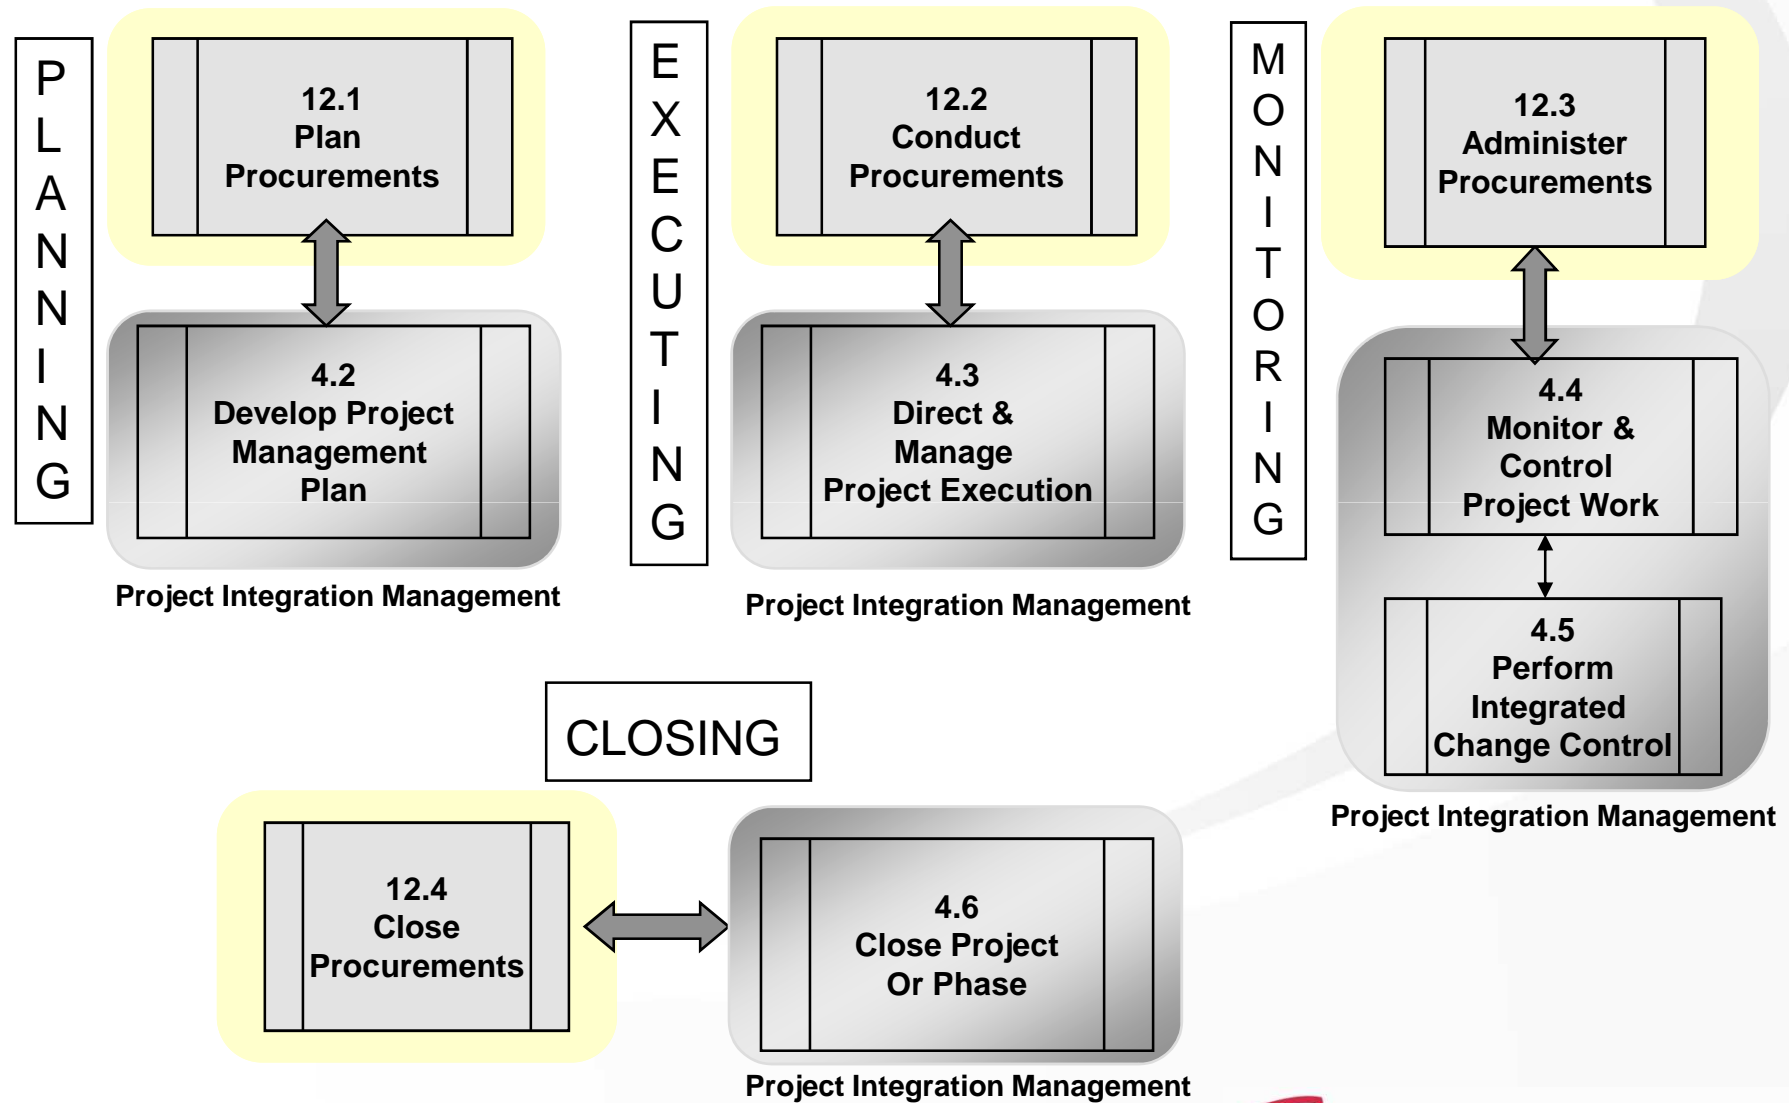 PLANNING
12.1
Plan
Procurements
4.2
Develop Project
Management
Plan
Project Integration Management
EXECUTING
12.2
Conduct
Procurements
4.3
Direct &
Manage
Project Execution
Project Integration Management
MONITORING
12.3
Administer
Procurements
4.4
Monitor &
Control
Project Work
4.5
Perform
Integrated
Change Control
Project Integration Management
CLOSING
12.4
Close
Procurements
4.6
Close Project
Or Phase
Project Integration Management